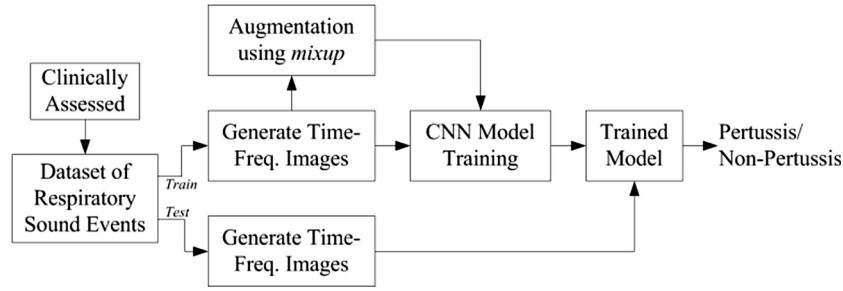 Clinically
Assessed
Dataset of
Respiratory
Sound Events
Train
Test
Augmentation
using mixup
Generate Time-
Freq. Images
Generate Time-
Freq. Images
CNN Model
Training
Trained
Model
Pertussis/
Non-Pertussis